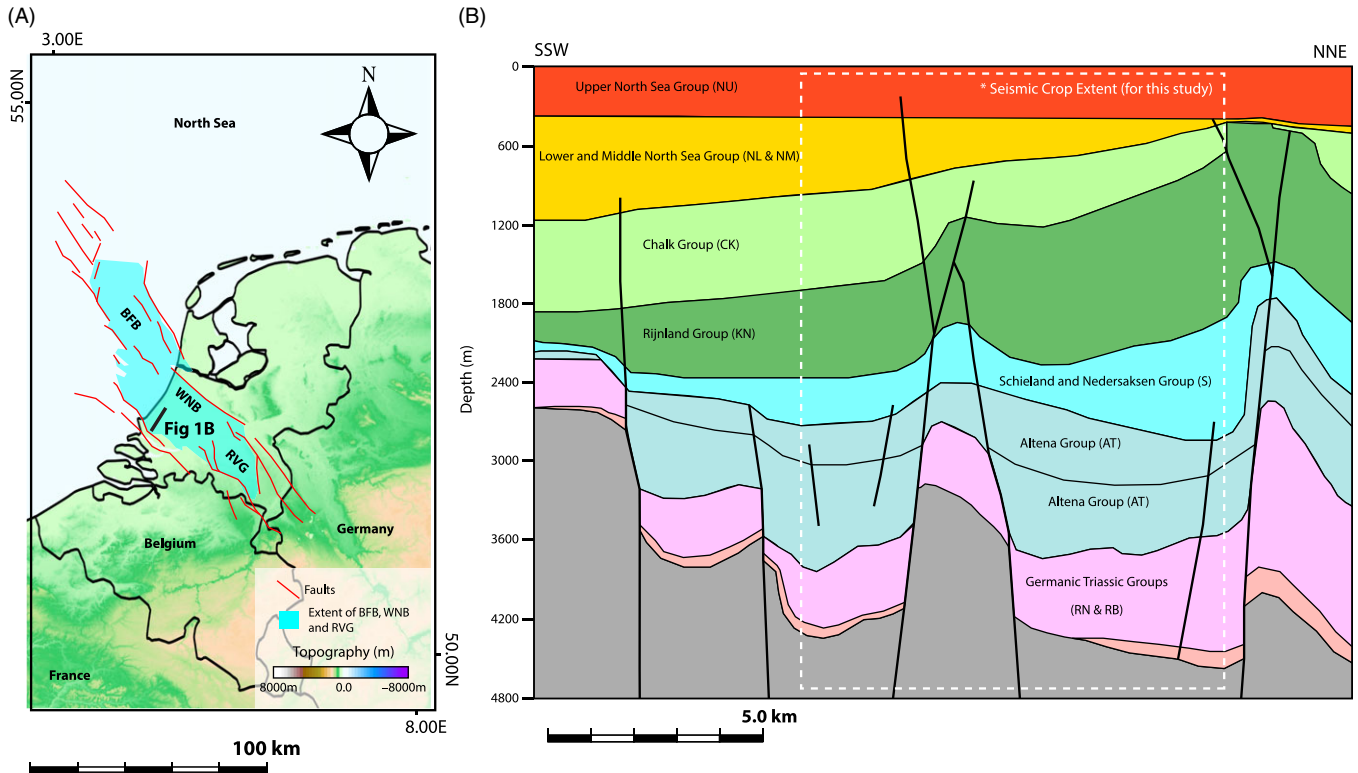 (A)
3.00E
55.00N
N
North Sea
BFB
WNB
Fig 1B
RVG
Germany
Belgium
France
Faults
Extent of BFB, WNB
and RVG
Topography (m)
8000m
0.0
−8000m
50.00N
8.00E
100 km
(B)
SSW
NNE
0
600
1200
1800
2400
3000
3600
4200
4800
Depth (m)
Upper North Sea Group (NU)
* Seismic Crop Extent (for this study)
Lower and Middle North Sea Group (NL & NM)
Chalk Group (CK)
Rijnland Group (KN)
Schieland and Nedersaksen Group (S)
Altena Group (AT)
Altena Group (AT)
Germanic Triassic Groups
(RN & RB)
5.0 km